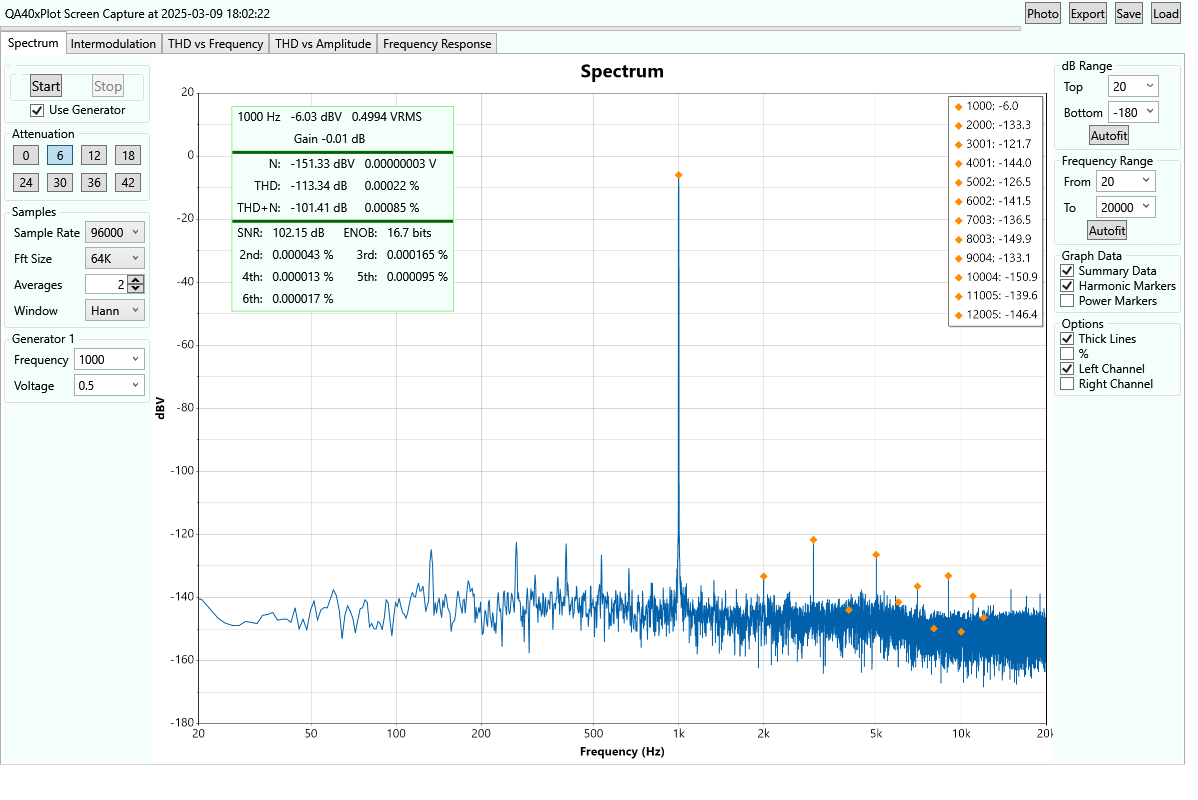 QA40xPlot Screen Capture at 2025-03-09 18:02:22
Photo Export Save Load
Spectrum Intermodulation THD vs Frequency THD vs Amplitude Frequency Response
Start Stop
Use Generator
Attenuation
0 6 12 18
24 30 36 42
Samples
Sample Rate 96000
Fft Size 64K
Averages 2
Window Hann
Generator 1
Frequency 1000
Voltage 0.5
Spectrum
1000 Hz -6.03 dBV 0.4994 VRMS
Gain -0.01 dB
N: -151.33 dBV 0.00000003 V
THD: -113.34 dB 0.00022 %
THD+N: -101.41 dB 0.00085 %
SNR: 102.15 dB ENOB: 16.7 bits
2nd: 0.000043 % 3rd: 0.000165 %
4th: 0.000013 % 5th: 0.000095 %
6th: 0.000017 %
1000: -6.0
2000: -133.3
3001: -121.7
4001: -144.0
5002: -126.5
6002: -141.5
7003: -136.5
8003: -149.9
9004: -133.1
10004: -150.9
11005: -139.6
12005: -146.4
20
0
-20
-40
-60
-80
-100
-120
-140
-160
-180
dBV
20 50 100 200 500 1k 2k 5k 10k 20k
Frequency (Hz)
dB Range
Top 20
Bottom -180
Autofit
Frequency Range
From 20
To 20000
Autofit
Graph Data
Summary Data
Harmonic Markers
Power Markers
Options
Thick Lines
%
Left Channel
Right Channel